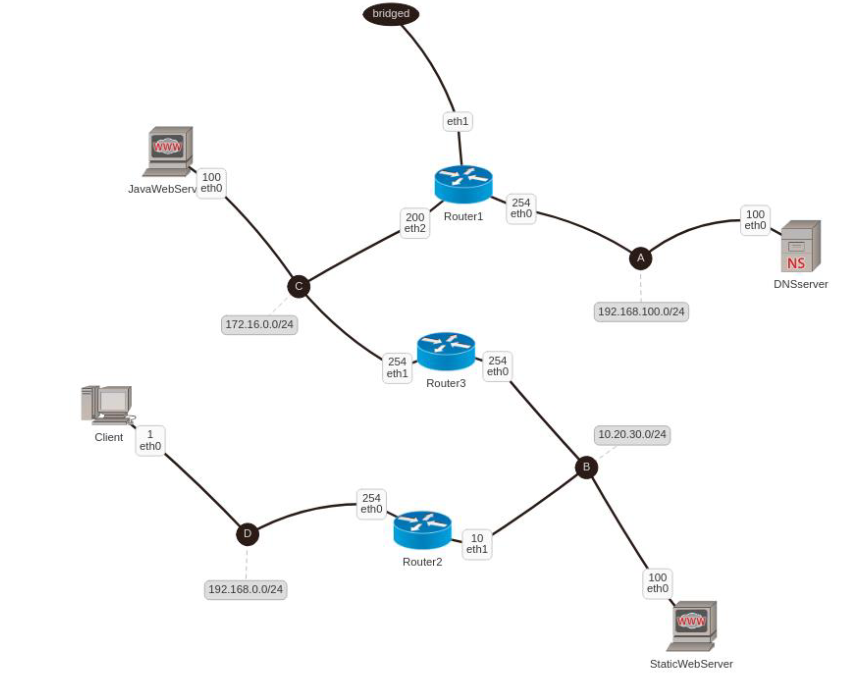 bridged
eth1
WWW
JavaWebServ
100
eth0
Router1
200
eth2
254
eth0
A
100
eth0
NS
DNSserver
C
172.16.0.0/24
192.168.100.0/24
254
eth1
Router3
254
eth0
Client
1
eth0
10.20.30.0/24
B
254
eth0
Router2
10
eth1
D
192.168.0.0/24
100
eth0
WWW
StaticWebServer